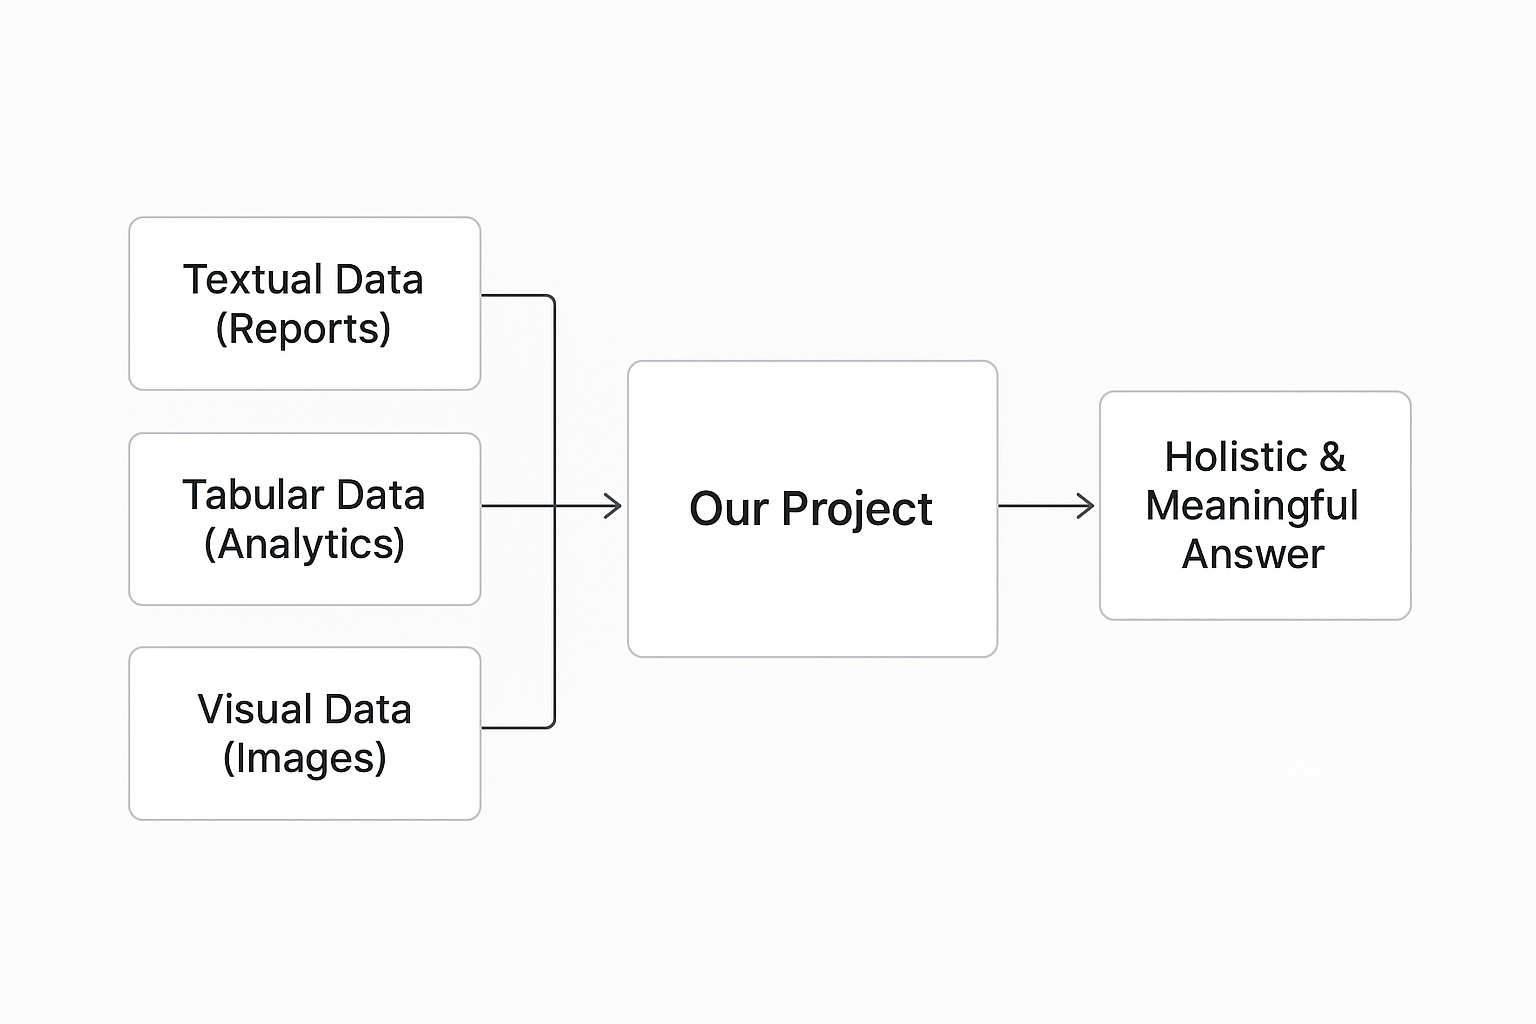 Textual Data
(Reports)
Tabular Data
(Analytics)
Visual Data
(Images)
Our Project
Holistic &
Meaningful
Answer